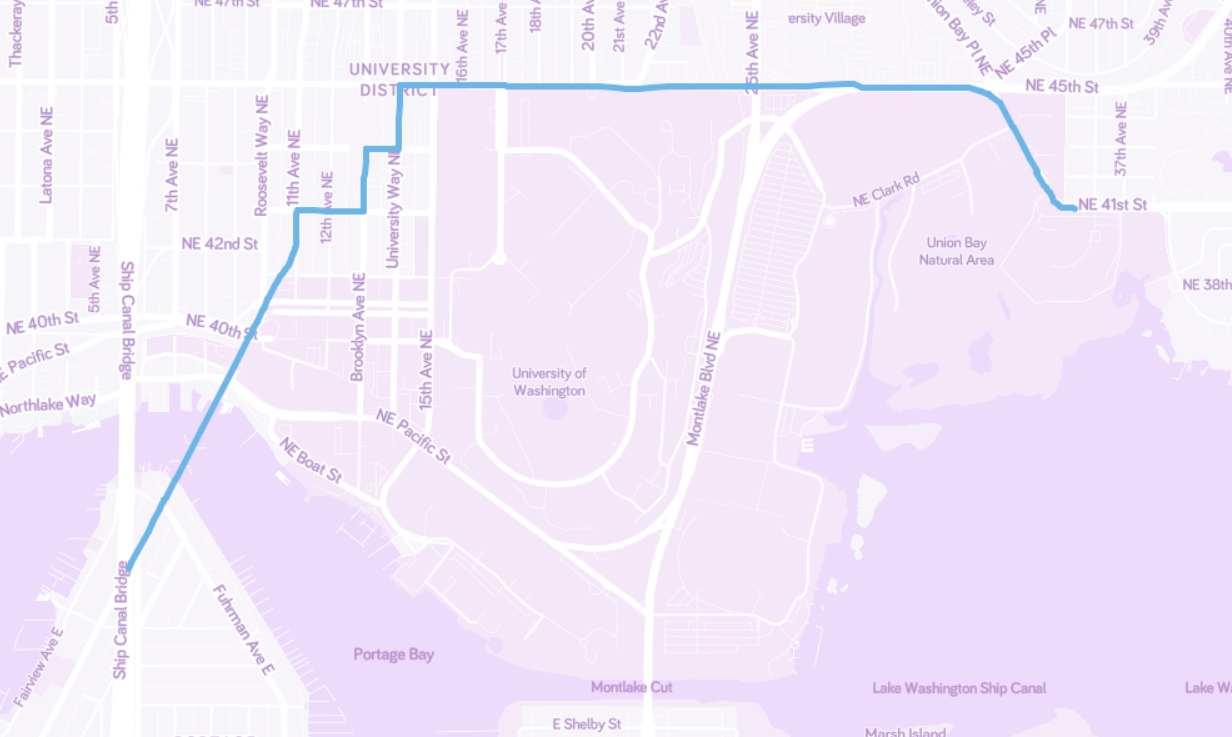 Thackeray
5th
NE 47th St
NE 47th St
16th Ave NE
17th Ave
18th A
20th Av
21st Ave
22nd A
25th Ave NE
ersity Village
nion Bay Pl NE
ley St
NE 45th Pl
NE
NE 47th St
39th Av
40th Ave NE
UNIVERSITY
DISTRICT
NE 45th St
Latona Ave NE
7th Ave NE
Roosevelt Way NE
11th Ave NE
12th Ave NE
University Way NE
37th Ave NE
NE Clark Rd
NE 41st St
NE 42nd St
Union Bay
Natural Area
5th Ave NE
Ship Canal Bridge
Brooklyn Ave NE
NE 38th
NE 40th St
NE 40th St
E Pacific St
15th Ave NE
Montlake Blvd NE
University of
Washington
Northlake Way
NE Pacific St
NE Boat St
Ship Canal Bridge
Fuhrman Ave E
Fairview Ave E
Portage Bay
Montlake Cut
Lake Washington Ship Canal
Lake Wa
E Shelby St
Marsh Island